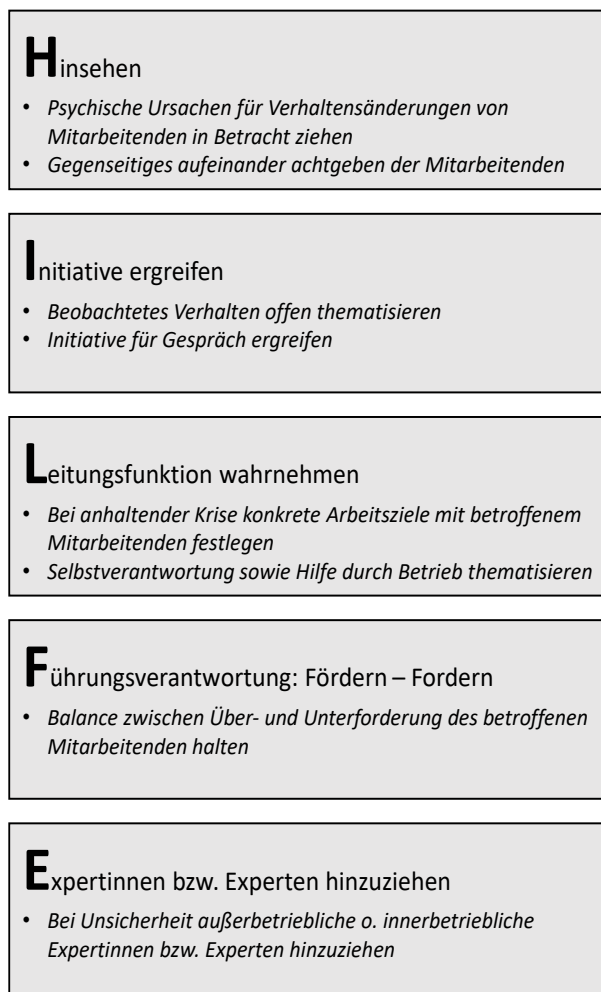 Hinsehen
• Psychische Ursachen für Verhaltensänderungen von
Mitarbeitenden in Betracht ziehen
• Gegenseitiges aufeinander achtgeben der Mitarbeitenden
Initiative ergreifen
• Beobachtetes Verhalten offen thematisieren
• Initiative für Gespräch ergreifen
Leitungsfunktion wahrnehmen
• Bei anhaltender Krise konkrete Arbeitsziele mit betroffenem
Mitarbeitenden festlegen
• Selbstverantwortung sowie Hilfe durch Betrieb thematisieren
Führungsverantwortung: Fördern – Fordern
• Balance zwischen Über- und Unterforderung des betroffenen
Mitarbeitenden halten
Expertinnen bzw. Experten hinzuziehen
• Bei Unsicherheit außerbetriebliche o. innerbetriebliche
Expertinnen bzw. Experten hinzuziehen